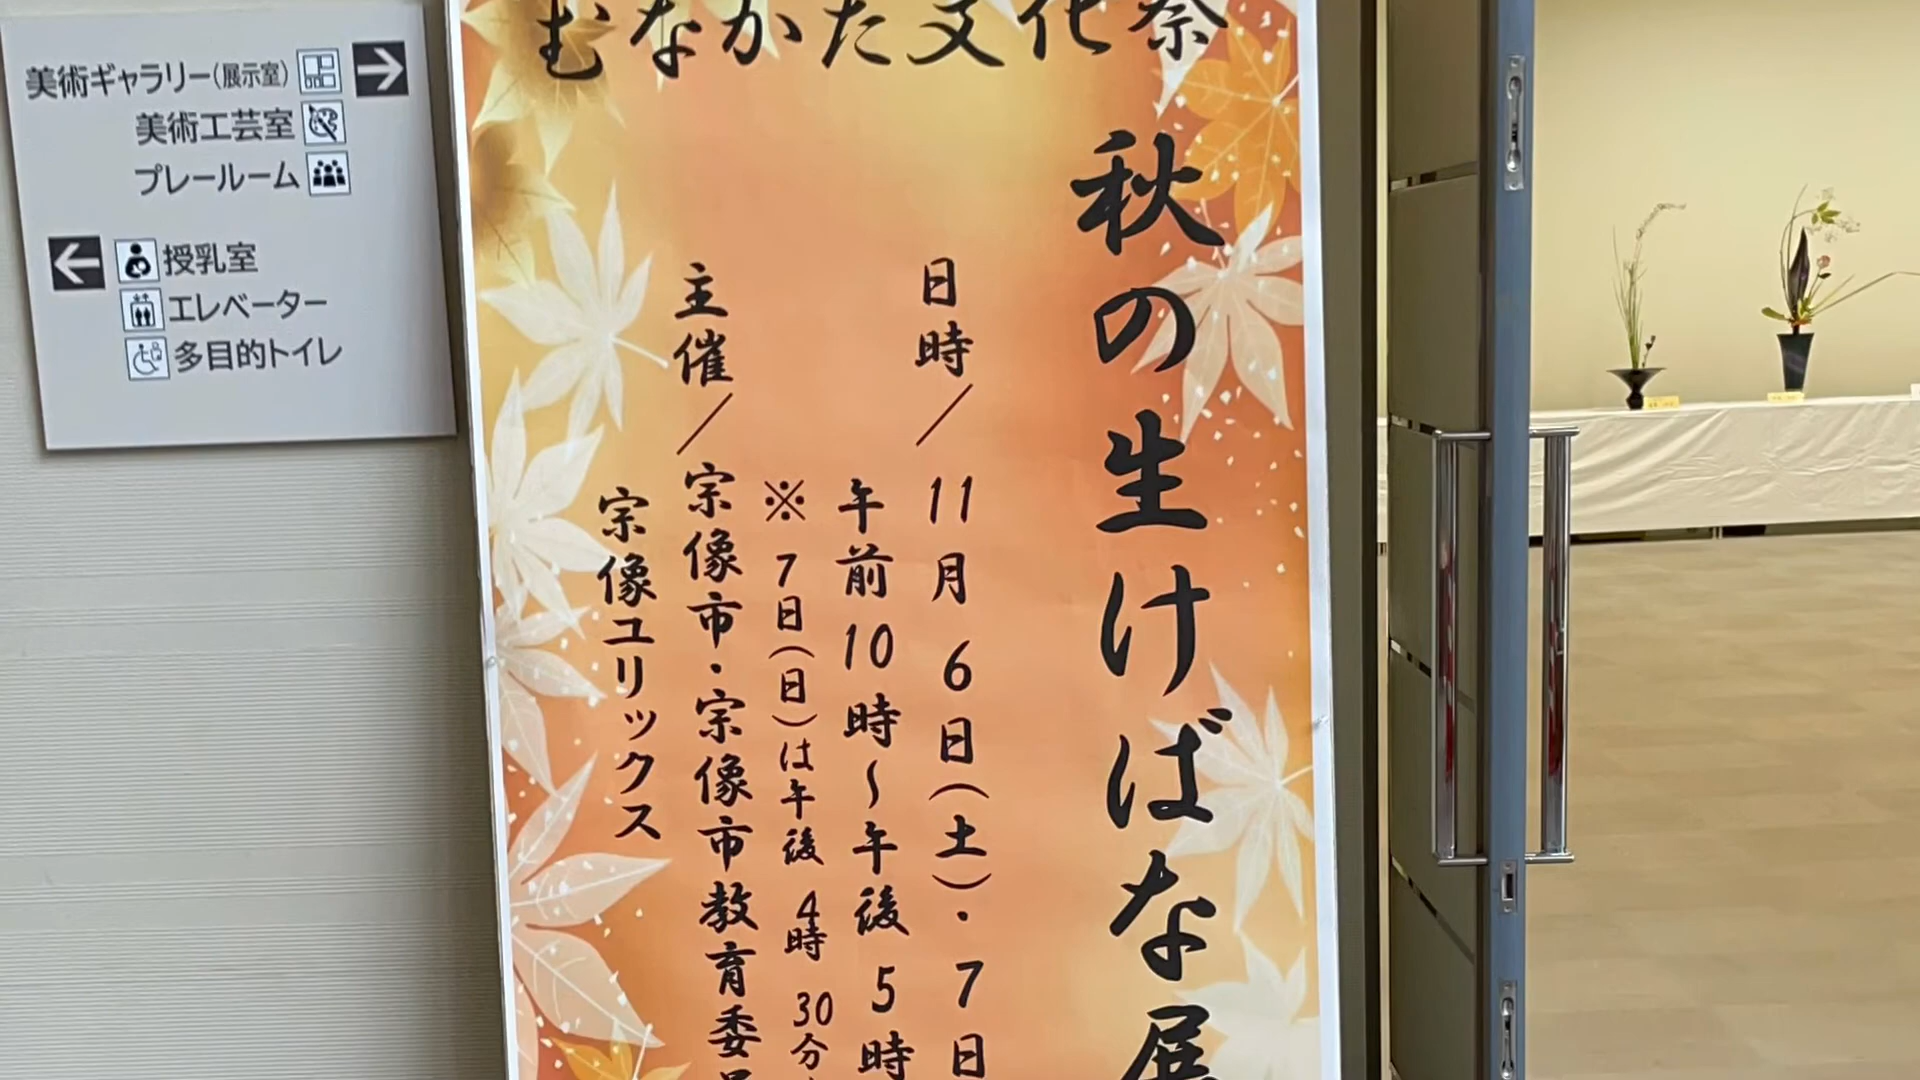 美術ギャラリー(展示室)
美術工芸室
プレールーム
授乳室
エレベーター
多目的トイレ
むなかた文化祭
秋の生けばな展
日時/11月6日(土)・7日
午前10時~午後5時
※7日(日)は午後4時30分
主催/宗像市・宗像市教育委
宗像ユリックス